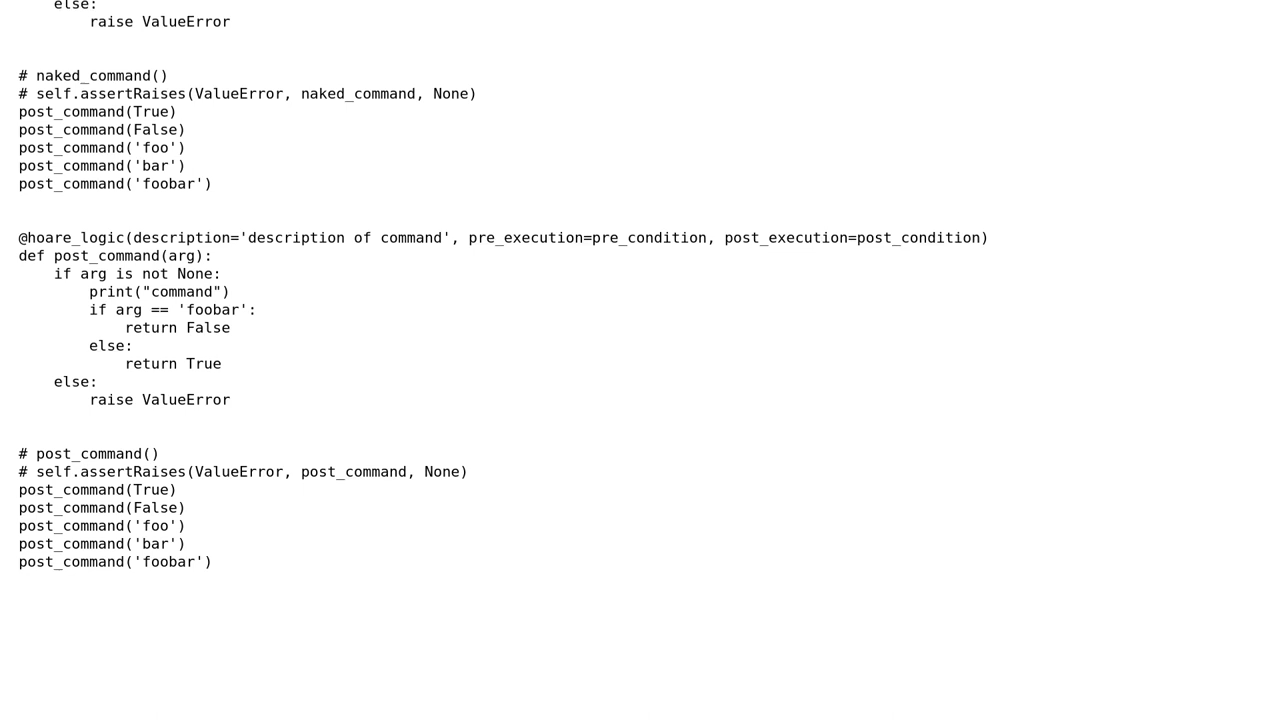 else:
        raise ValueError


# naked_command()
# self.assertRaises(ValueError, naked_command, None)
post_command(True)
post_command(False)
post_command('foo')
post_command('bar')
post_command('foobar')


@hoare_logic(description='description of command', pre_execution=pre_condition, post_execution=post_condition)
def post_command(arg):
    if arg is not None:
        print("command")
        if arg == 'foobar':
            return False
        else:
            return True
    else:
        raise ValueError


# post_command()
# self.assertRaises(ValueError, post_command, None)
post_command(True)
post_command(False)
post_command('foo')
post_command('bar')
post_command('foobar')